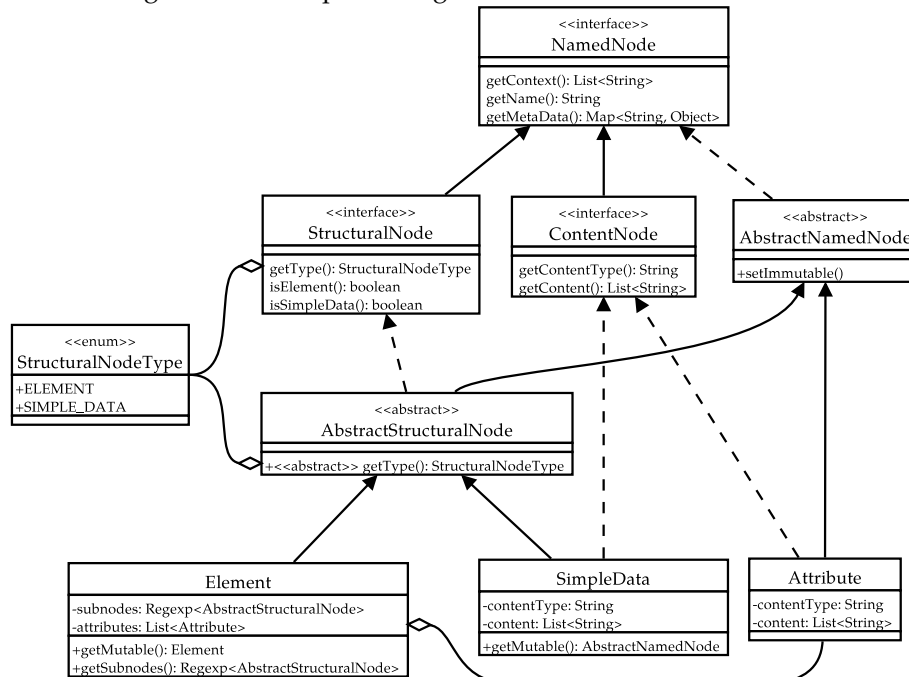 <<interface>>
NamedNode
getContext(): List<String>
getName(): String
getMetaData(): Map<String, Object>
<<interface>>
StructuralNode
getType(): StructuralNodeType
isElement(): boolean
isSimpleData(): boolean
<<interface>>
ContentNode
getContentType(): String
getContent(): List<String>
<<abstract>>
AbstractNamedNode
+setImmutable()
<<enum>>
StructuralNodeType
+ELEMENT
+SIMPLE_DATA
<<abstract>>
AbstractStructuralNode
+<<abstract>> getType(): StructuralNodeType
Element
-subnodes: Regexp<AbstractStructuralNode>
-attributes: List<Attribute>
+getMutable(): Element
+getSubnodes(): Regexp<AbstractStructuralNode>
SimpleData
-contentType: String
-content: List<String>
+getMutable(): AbstractNamedNode
Attribute
-contentType: String
-content: List<String>